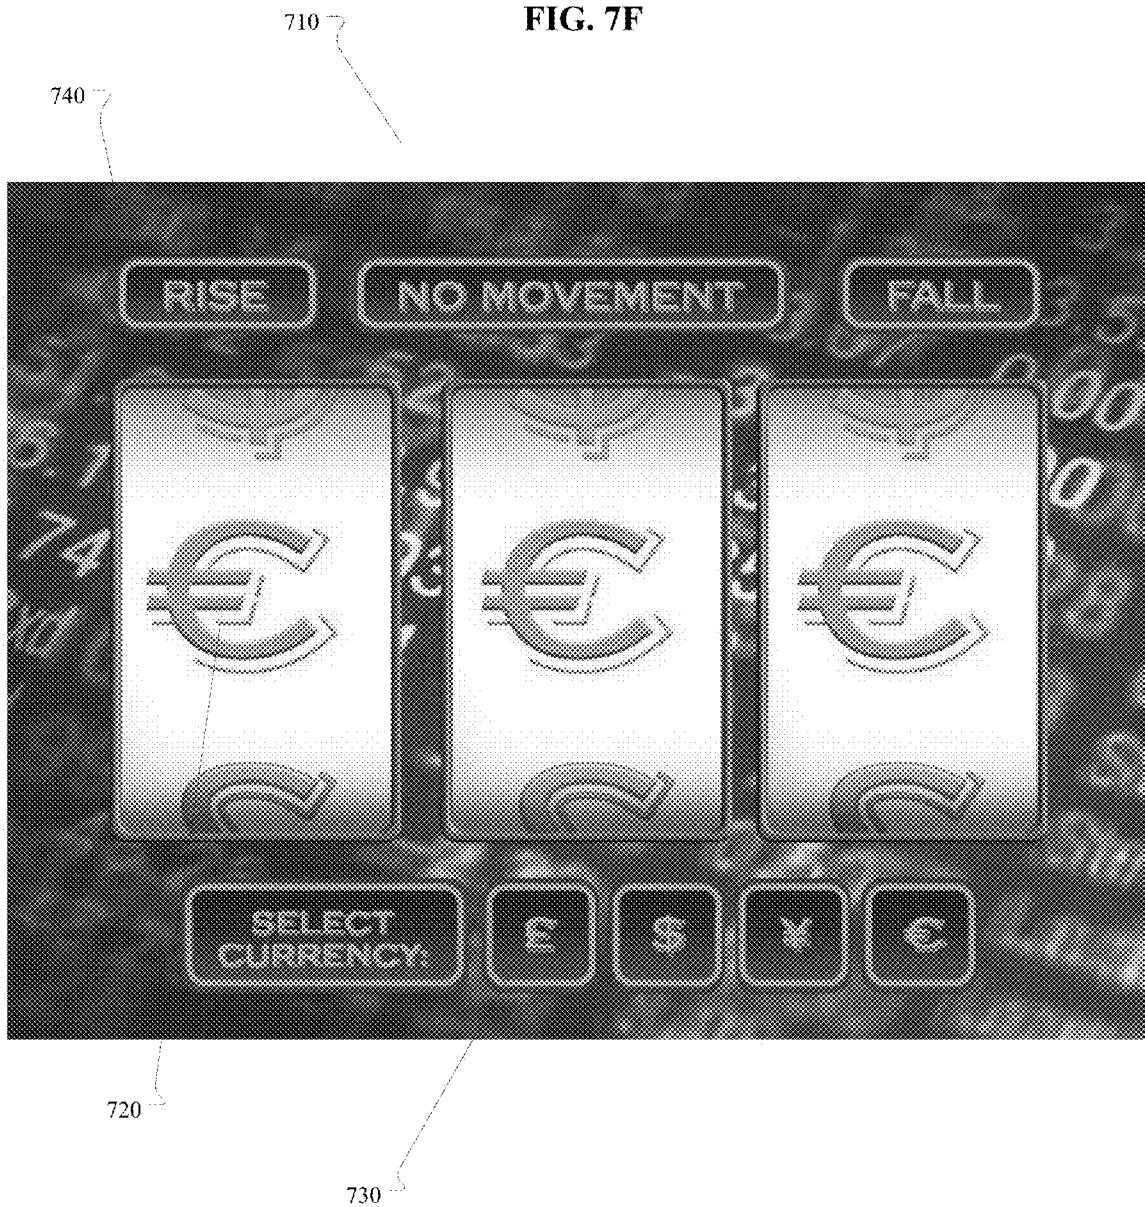 FIG. 7F
710
740
RISE NO MOVEMENT FALL
€ € €
SELECT
CURRENCY: £ $ ¥ €
720
730